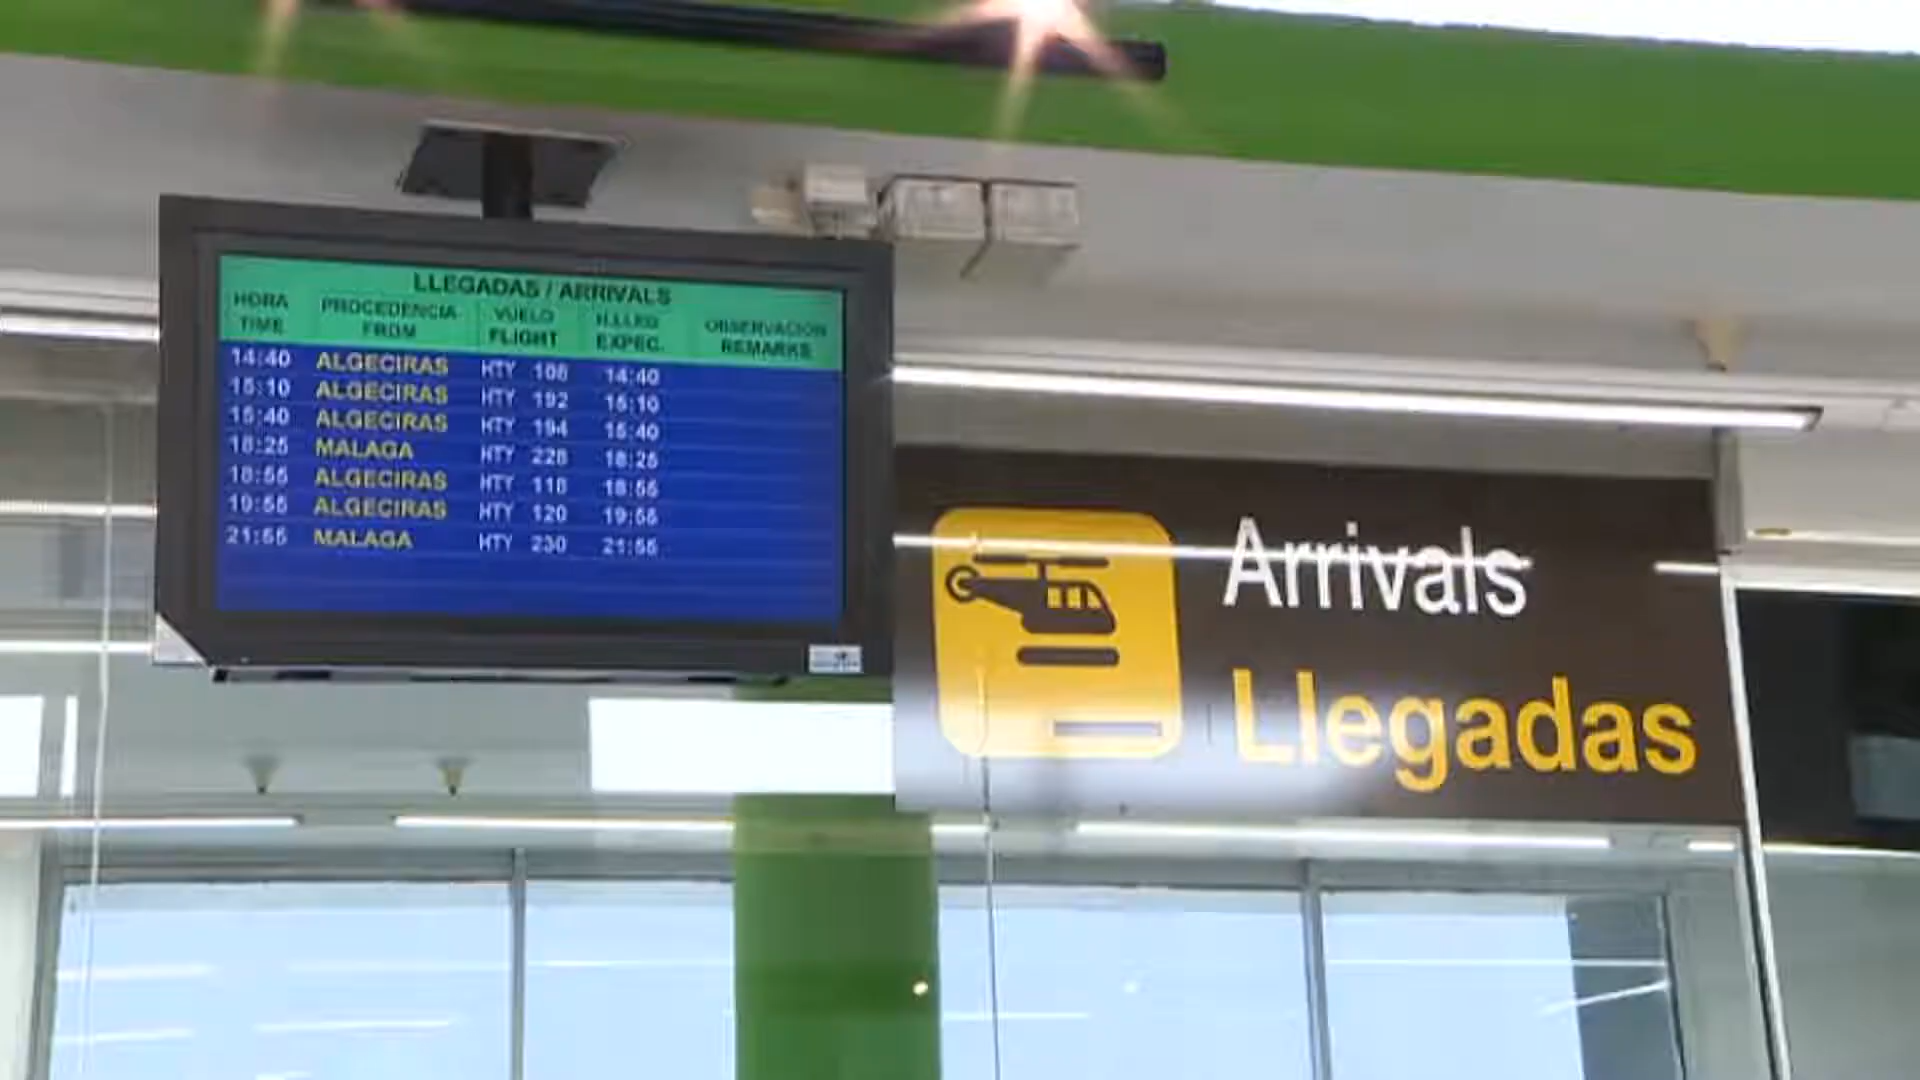 LLEGADAS / ARRIVALS
HORA PROCEDENCIA VUELO H.LLEG OBSERVACION
TIME FROM FLIGHT EXPEC. REMARKS
14:40 ALGECIRAS HTY 108 14:40
15:10 ALGECIRAS HTY 192 15:10
15:40 ALGECIRAS HTY 194 15:40
18:25 MALAGA HTY 228 18:25
18:55 ALGECIRAS HTY 118 18:55
19:55 ALGECIRAS HTY 120 19:55
21:55 MALAGA HTY 230 21:55
Arrivals
Llegadas